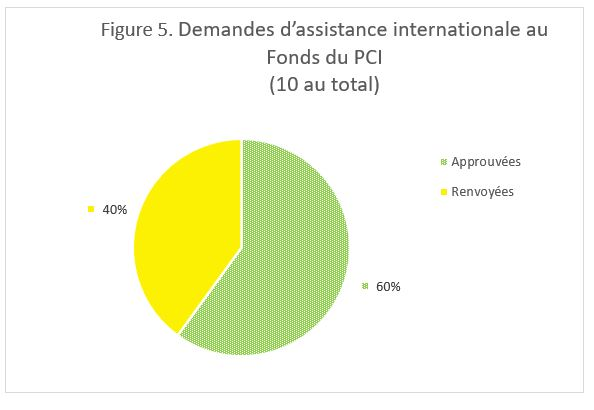 Figure 5. Demandes d’assistance internationale au
Fonds du PCI
(10 au total)
Approuvées
Renvoyées
40%
60%